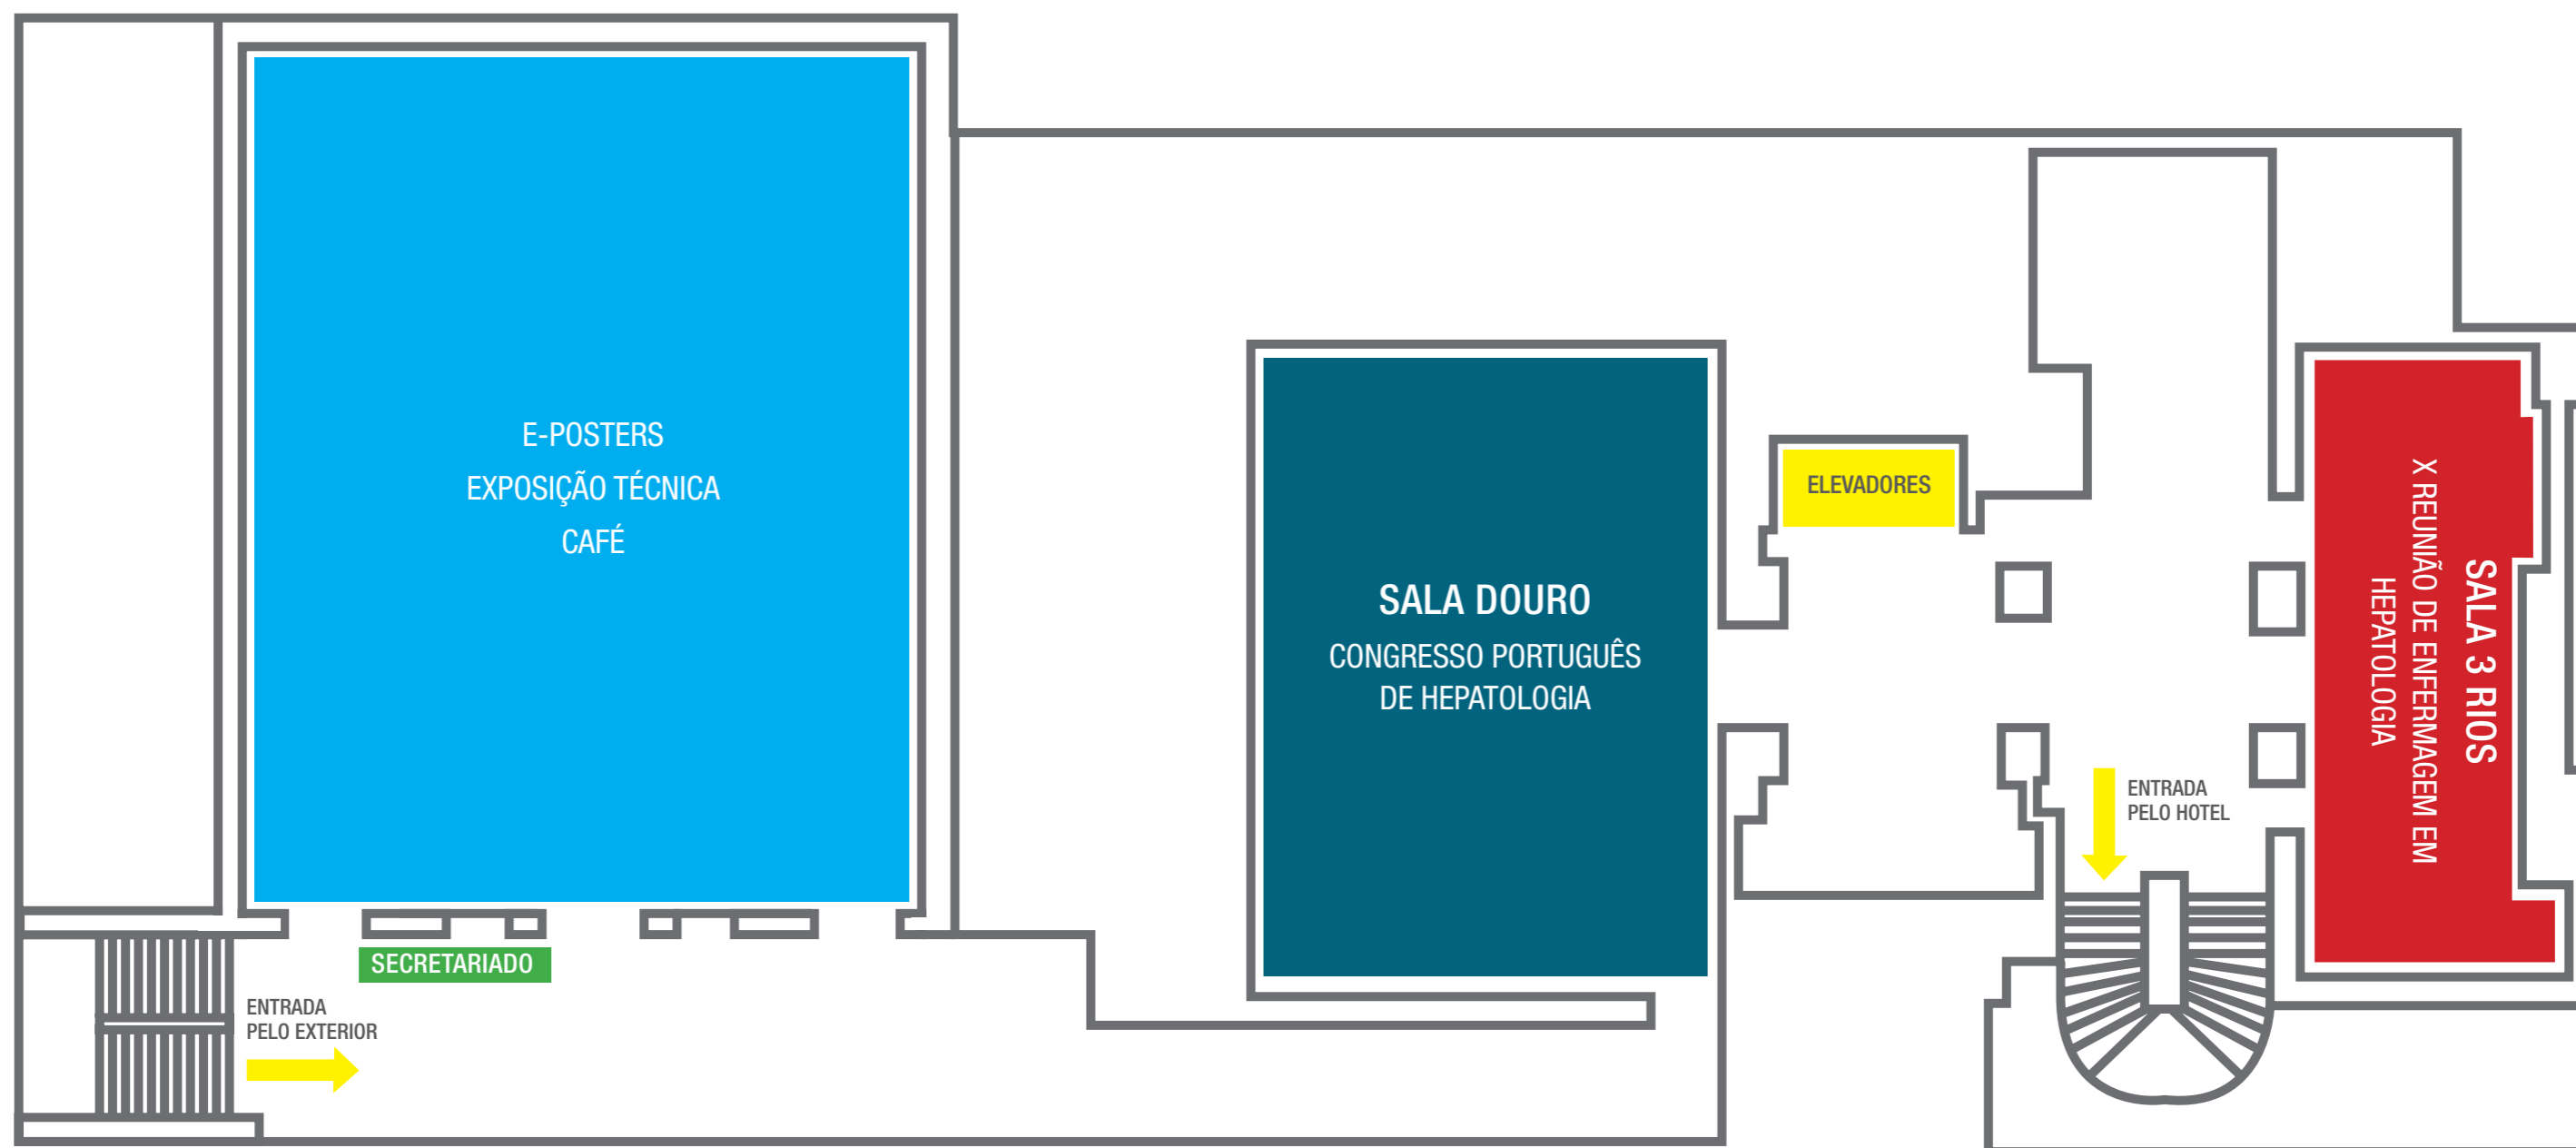 E-POSTERS
EXPOSIÇÃO TÉCNICA
CAFÉ
SECRETARIADO
ENTRADA
PELO EXTERIOR
SALA DOURO
CONGRESSO PORTUGUÊS
DE HEPATOLOGIA
ELEVADORES
ENTRADA
PELO HOTEL
SALA 3 RIOS
X REUNIÃO DE ENFERMAGEM EM
HEPATOLOGIA